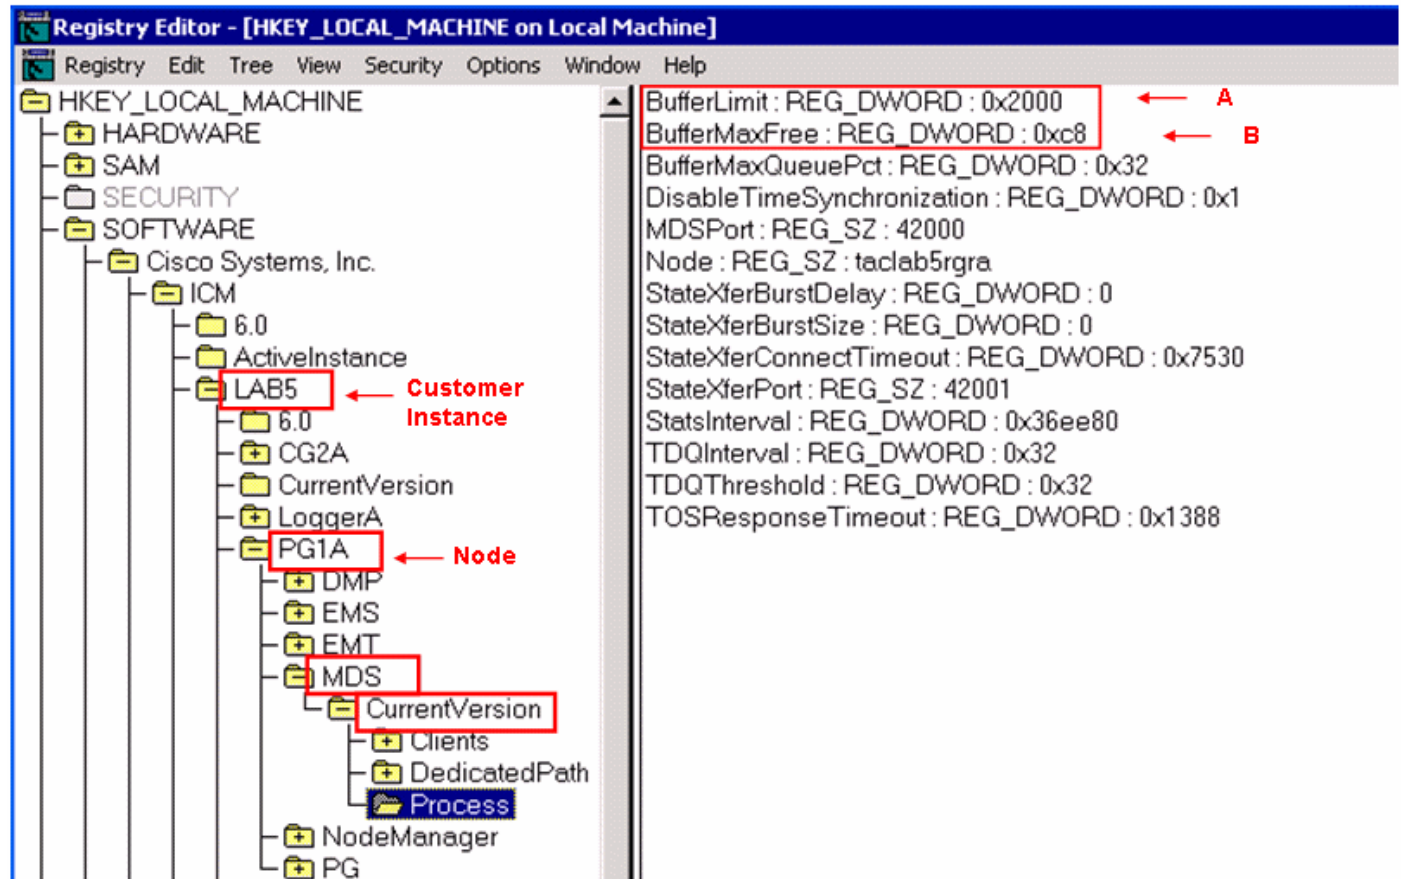 Registry Editor - [HKEY_LOCAL_MACHINE on Local Machine]
Registry Edit Tree View Security Options Window Help
HKEY_LOCAL_MACHINE
HARDWARE
SAM
SECURITY
SOFTWARE
Cisco Systems, Inc.
ICM
6.0
ActiveInstance
LAB5
Customer
Instance
6.0
CG2A
CurrentVersion
LoggerA
PG1A
Node
DMP
EMS
EMT
MDS
CurrentVersion
Clients
DedicatedPath
Process
NodeManager
PG
BufferLimit : REG_DWORD : 0x2000
A
BufferMaxFree : REG_DWORD : 0xc8
B
BufferMaxQueuePct : REG_DWORD : 0x32
DisableTimeSynchronization : REG_DWORD : 0x1
MDSPort : REG_SZ : 42000
Node : REG_SZ : taclab5rgra
StateXferBurstDelay : REG_DWORD : 0
StateXferBurstSize : REG_DWORD : 0
StateXferConnectTimeout : REG_DWORD : 0x7530
StateXferPort : REG_SZ : 42001
StatsInterval : REG_DWORD : 0x36ee80
TDQInterval : REG_DWORD : 0x32
TDQThreshold : REG_DWORD : 0x32
TOSResponseTimeout : REG_DWORD : 0x1388